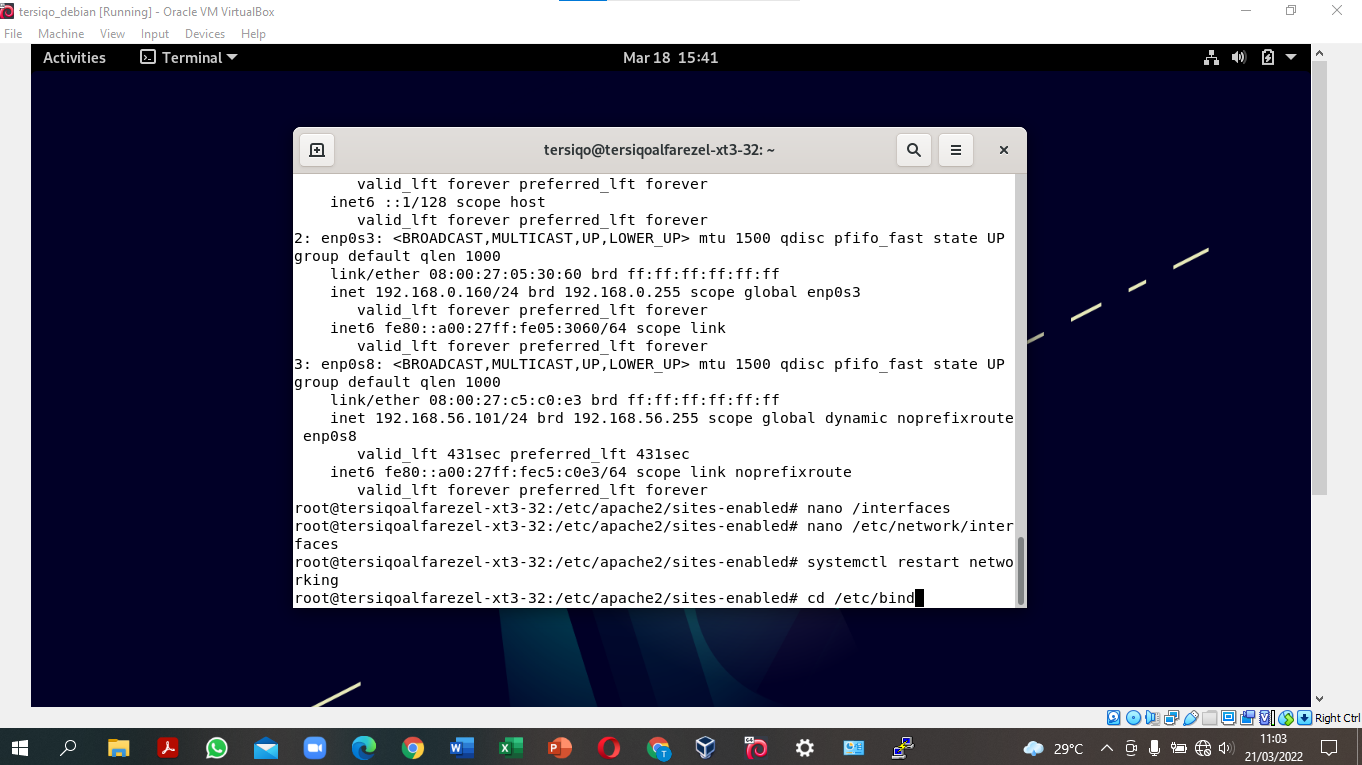 tersiqo_debian [Running] - Oracle VM VirtualBox
File Machine View Input Devices Help
Activities Terminal Mar 18 15:41
tersiqo@tersiqoalfarezel-xt3-32: ~
valid_lft forever preferred_lft forever
inet6 ::1/128 scope host
valid_lft forever preferred_lft forever
2: enp0s3: <BROADCAST,MULTICAST,UP,LOWER_UP> mtu 1500 qdisc pfifo_fast state UP
group default qlen 1000
link/ether 08:00:27:05:30:60 brd ff:ff:ff:ff:ff:ff
inet 192.168.0.160/24 brd 192.168.0.255 scope global enp0s3
valid_lft forever preferred_lft forever
inet6 fe80::a00:27ff:fe05:3060/64 scope link
valid_lft forever preferred_lft forever
3: enp0s8: <BROADCAST,MULTICAST,UP,LOWER_UP> mtu 1500 qdisc pfifo_fast state UP
group default qlen 1000
link/ether 08:00:27:c5:c0:e3 brd ff:ff:ff:ff:ff:ff
inet 192.168.56.101/24 brd 192.168.56.255 scope global dynamic noprefixroute
enp0s8
valid_lft 431sec preferred_lft 431sec
inet6 fe80::a00:27ff:fec5:c0e3/64 scope link noprefixroute
valid_lft forever preferred_lft forever
root@tersiqoalfarezel-xt3-32:/etc/apache2/sites-enabled# nano /interfaces
root@tersiqoalfarezel-xt3-32:/etc/apache2/sites-enabled# nano /etc/network/inter
faces
root@tersiqoalfarezel-xt3-32:/etc/apache2/sites-enabled# systemctl restart netwo
rking
root@tersiqoalfarezel-xt3-32:/etc/apache2/sites-enabled# cd /etc/bind
Right Ctrl
29°C
11:03
21/03/2022